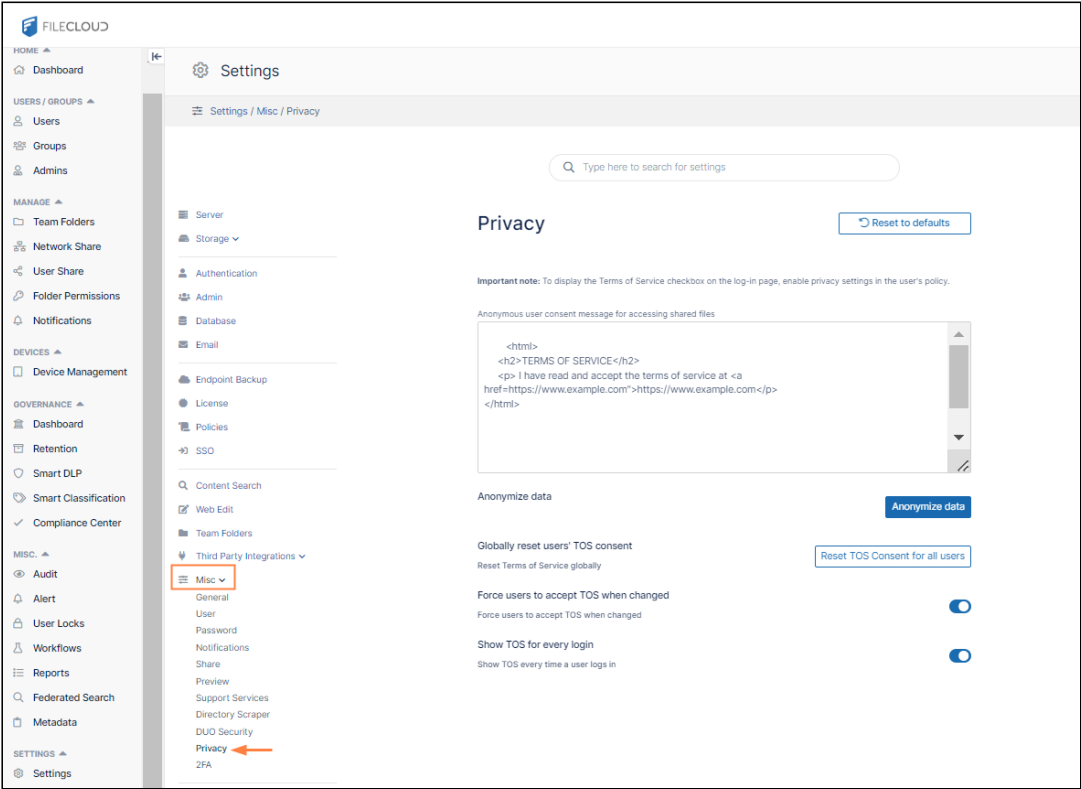 FILECLOUD
HOME
Dashboard
USERS / GROUPS
Users
Groups
Admins
MANAGE
Team Folders
Network Share
User Share
Folder Permissions
Notifications
DEVICES
Device Management
GOVERNANCE
Dashboard
Retention
Smart DLP
Smart Classification
Compliance Center
MISC.
Audit
Alert
User Locks
Workflows
Reports
Federated Search
Metadata
SETTINGS
Settings
Settings
Settings / Misc / Privacy
Type here to search for settings
Server
Storage
Authentication
Admin
Database
Email
Endpoint Backup
License
Policies
SSO
Content Search
Web Edit
Team Folders
Third Party Integrations
Misc
General
User
Password
Notifications
Share
Preview
Support Services
Directory Scraper
DUO Security
Privacy
2FA
Privacy
Reset to defaults
Important note: To display the Terms of Service checkbox on the log-in page, enable privacy settings in the user's policy.
Anonymous user consent message for accessing shared files
<html>
<h2>TERMS OF SERVICE</h2>
<p> I have read and accept the terms of service at <a
href=https://www.example.com">https://www.example.com</p>
</html>
Anonymize data
Anonymize data
Globally reset users' TOS consent
Reset Terms of Service globally
Reset TOS Consent for all users
Force users to accept TOS when changed
Force users to accept TOS when changed
Show TOS for every login
Show TOS every time a user logs in